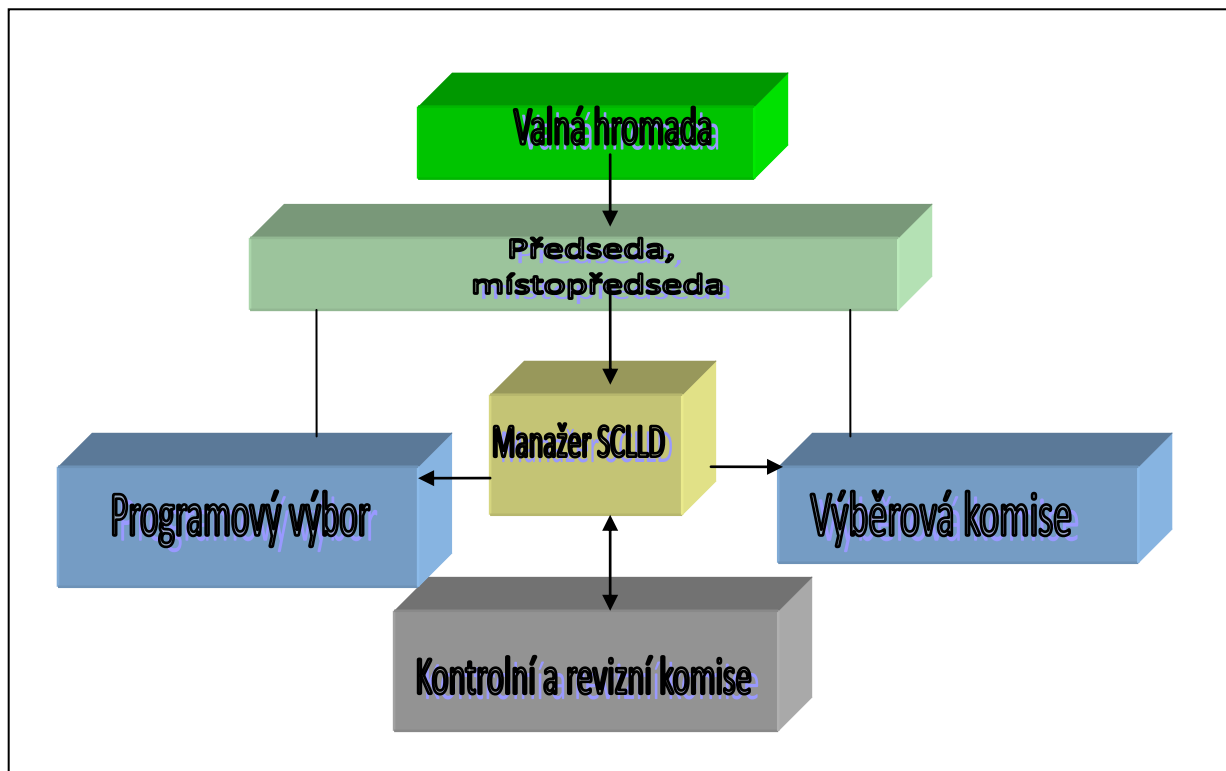 Valná hromada
Předseda,
místopředseda
Manažer SCLLD
Programový výbor
Výběrová komise
Kontrolní a revizní komise